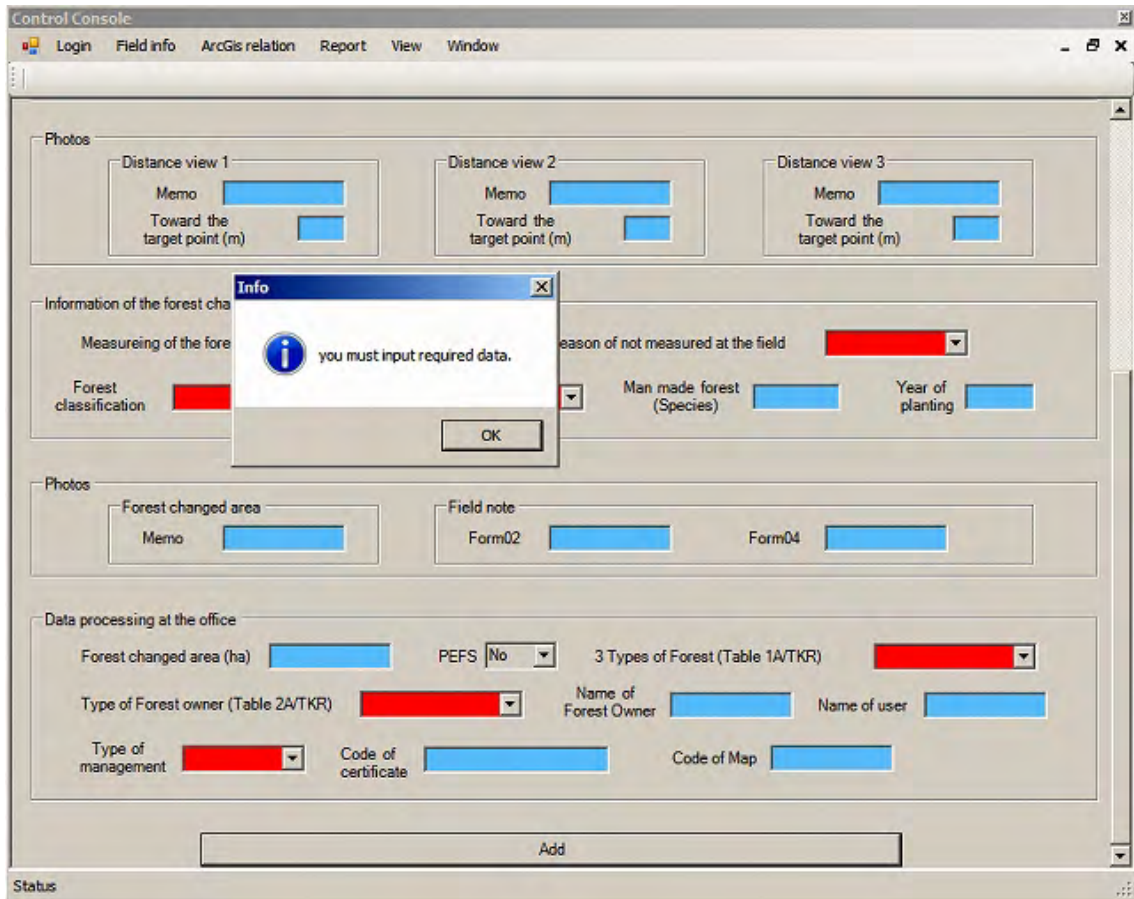 Control Console
Login Field info ArcGis relation Report View Window
Photos
Distance view 1 Distance view 2 Distance view 3
Memo Memo Memo
Toward the Toward the Toward the
target point (m) target point (m) target point (m)
Info
you must input required data.
OK
Information of the forest cha
Measureing of the fore eason of not measured at the field
Forest
classification
Man made forest
(Species)
Year of
planting
Photos
Forest changed area Field note
Memo Form02 Form04
Data processing at the office
Forest changed area (ha) PEFS No 3 Types of Forest (Table 1A/TKR)
Type of Forest owner (Table 2A/TKR)
Name of
Forest Owner
Name of user
Type of
management
Code of
certificate
Code of Map
Add
Status